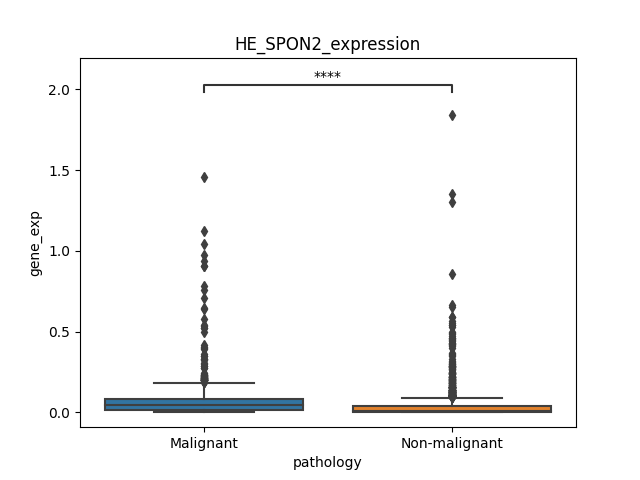 HE_SPON2_expression
****
2.0
1.5
1.0
0.5
0.0
gene_exp
Malignant
Non-malignant
pathology